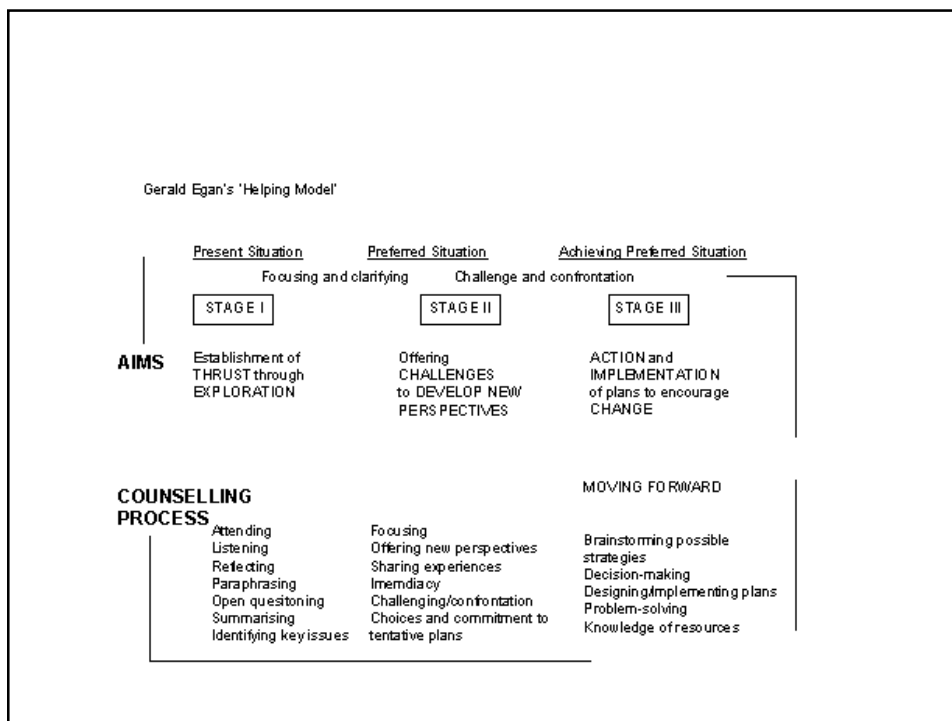 Gerald Egan's 'Helping Model'
Present Situation
Preferred Situation
Achieving Preferred Situation
Focusing and clarifying
Challenge and confrontation
STAGE I
STAGE II
STAGE III
AIMS
Establishment of
THRUST through
EXPLORATION
Offering
CHALLENGES
to DEVELOP NEW
PERSPECTIVES
ACTION and
IMPLEMENTATION
of plans to encourage
CHANGE
COUNSELLING
PROCESS
Attending
Listening
Reflecting
Paraphrasing
Open quesitoning
Summarising
Identifying key issues
Focusing
Offering new perspectives
Sharing experiences
Imemdiacy
Challenging/confrontation
Choices and commitment to
tentative plans
MOVING FORWARD
Brainstorming possible
strategies
Decision-making
Designing/implementing plans
Problem-solving
Knowledge of resources